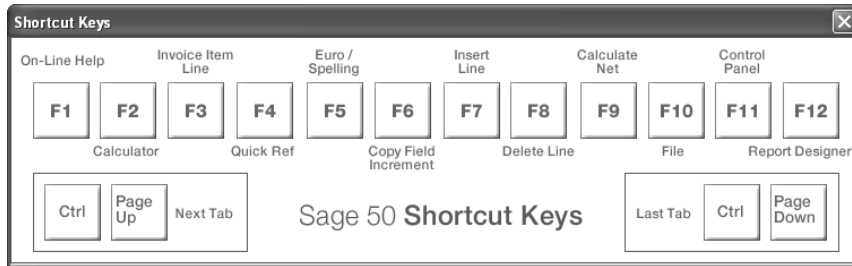 Shortcut Keys
On-Line Help
Invoice Item
Line
Euro /
Spelling
Insert
Line
Calculate
Net
Control
Panel
F1 F2 F3 F4 F5 F6 F7 F8 F9 F10 F11 F12
Calculator
Quick Ref
Copy Field
Increment
Delete Line
File
Report Designer
Ctrl
Page
Up
Next Tab
Sage 50 Shortcut Keys
Last Tab
Ctrl
Page
Down